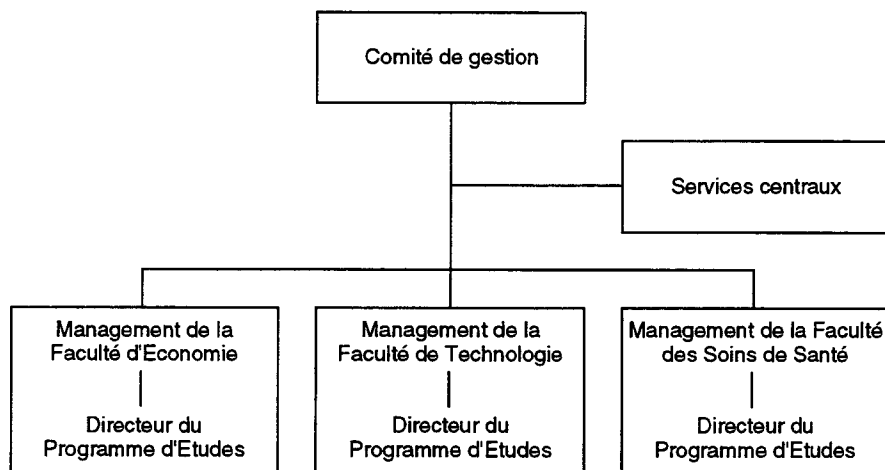 Comité de gestion
Services centraux
Management de la
Faculté d'Economie
Directeur du
Programme d'Etudes
Management de la
Faculté de Technologie
Directeur du
Programme d'Etudes
Management de la Faculté
des Soins de Santé
Directeur du
Programme d'Etudes